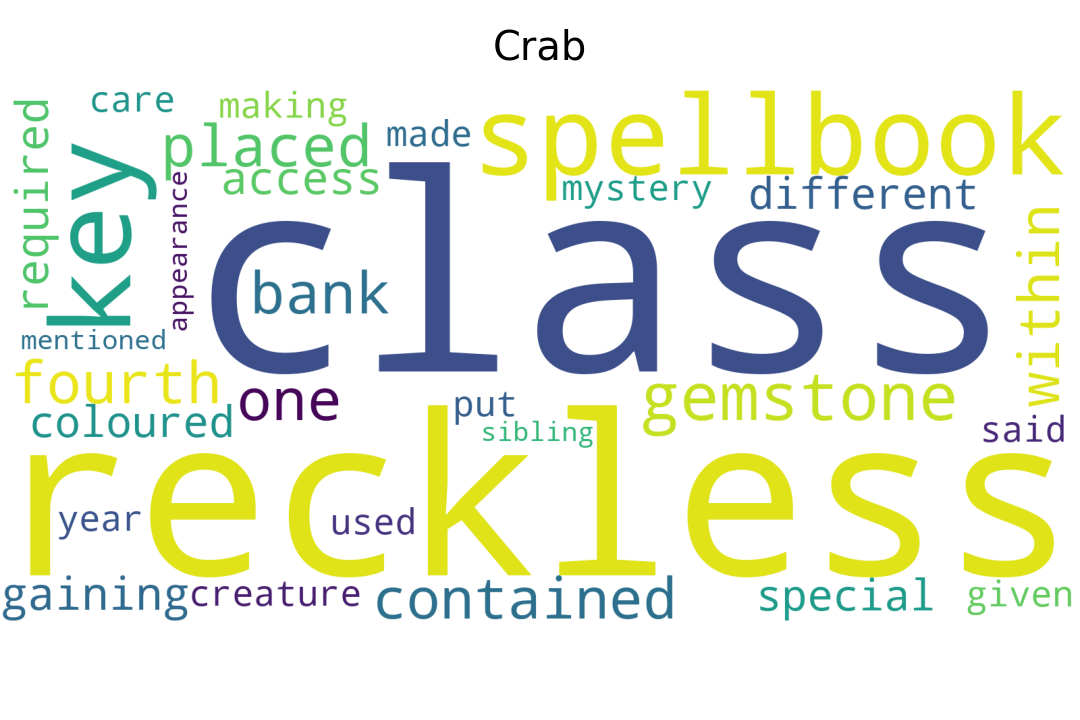 Crab
care
making
placed
made
spellbook
required
key
access
appearance
mystery
different
class
bank
within
mentioned
fourth
one
put
gemstone
coloured
sibling
said
reckless
year
used
gaining
creature
contained
special
given